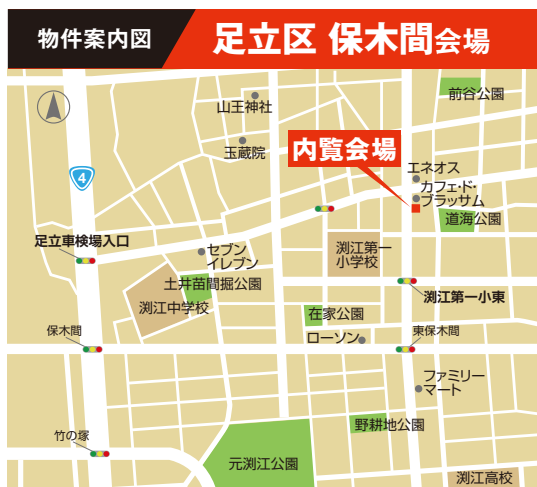 物件案内図
足立区 保木間会場
前谷公園
山王神社
玉蔵院
内覧会場
エネオス
カフェ・ド・
ブラッサム
道海公園
4
足立車検場入口
セブン
イレブン
渕江第一
小学校
土井苗間掘公園
渕江中学校
渕江第一小東
在家公園
保木間
ローソン
東保木間
ファミリー
マート
野耕地公園
竹の塚
元渕江公園
渕江高校